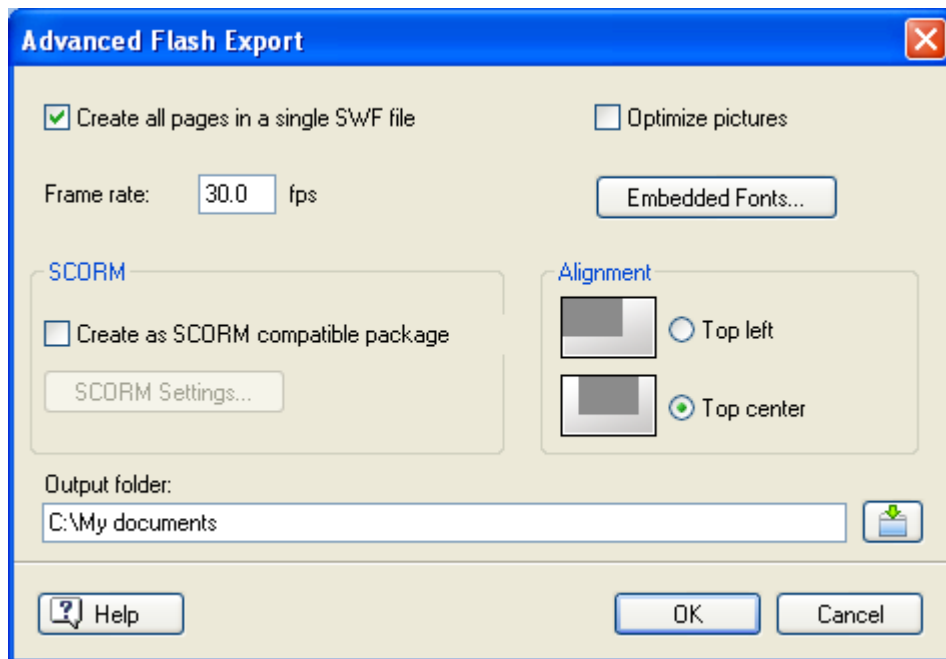 Advanced Flash Export
Create all pages in a single SWF file
Optimize pictures
Frame rate: 30.0 fps
Embedded Fonts...
SCORM
Create as SCORM compatible package
SCORM Settings...
Alignment
Top left
Top center
Output folder:
C:\My documents
Help
OK
Cancel